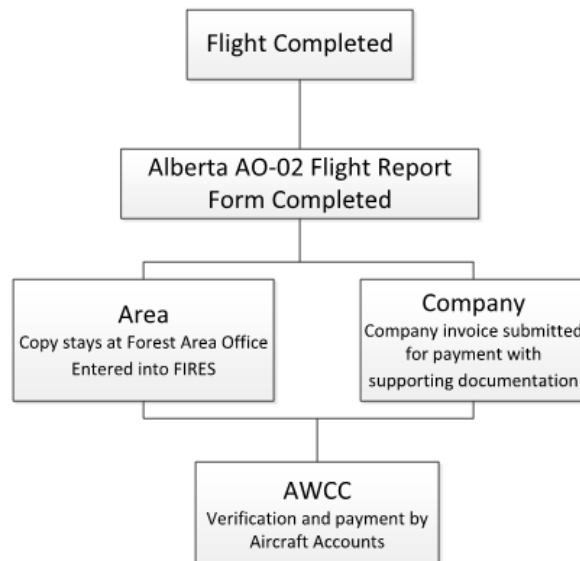 Flight Completed
Alberta AO-02 Flight Report
Form Completed
Area
Copy stays at Forest Area Office
Entered into FIRES
Company
Company invoice submitted
for payment with
supporting documentation
AWCC
Verification and payment by
Aircraft Accounts